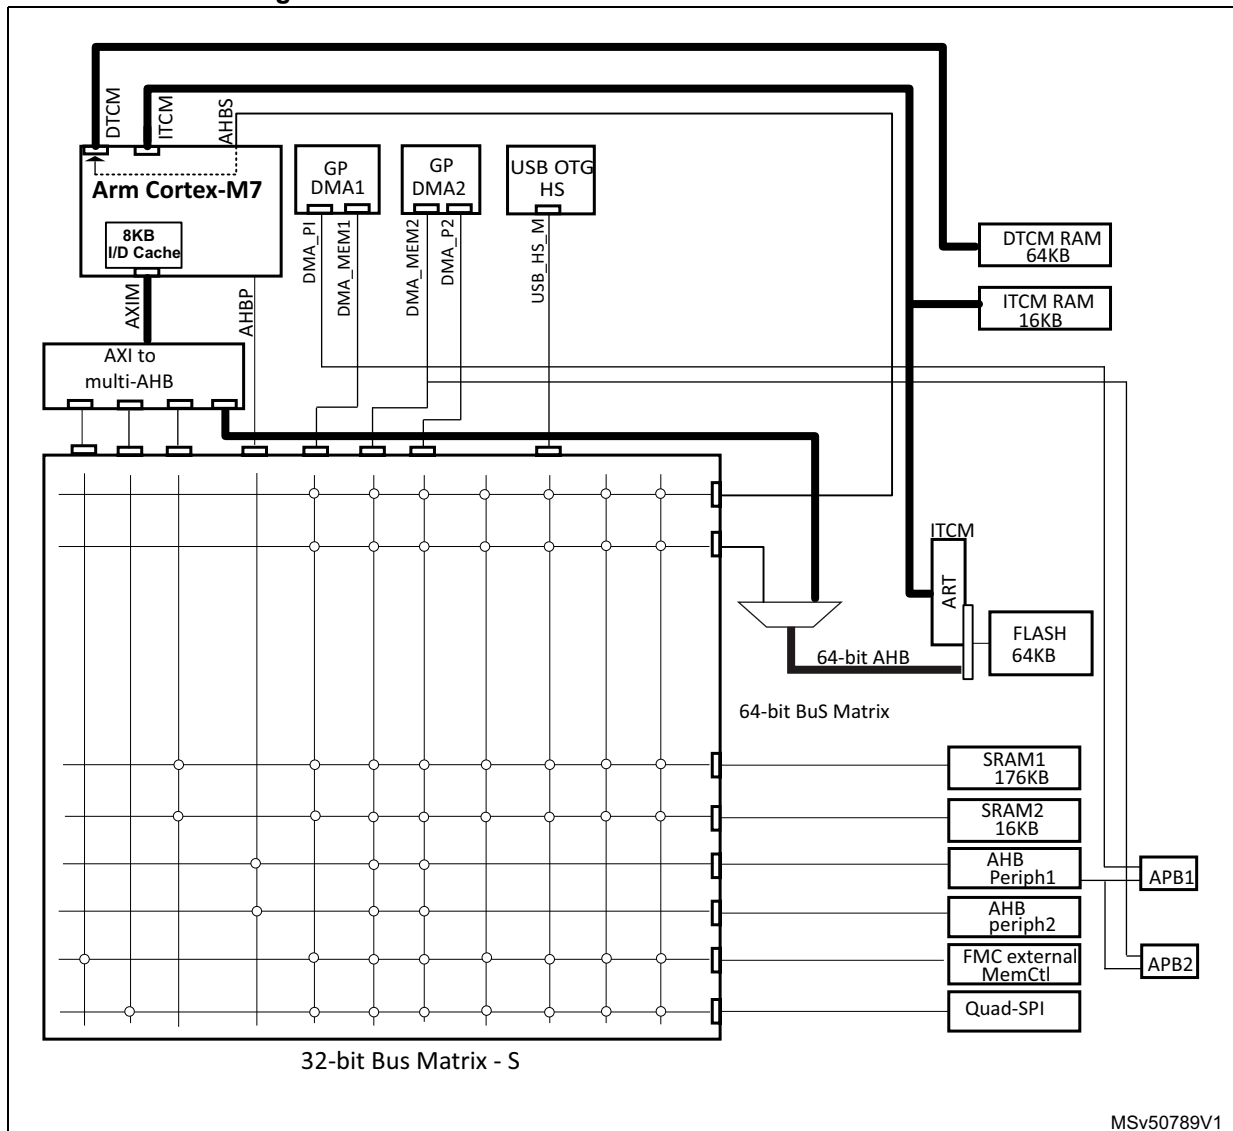 DTCM
ITCM
AHBS
Arm Cortex-M7
8KB
I/D Cache
AXIM
AHBP
GP
DMA1
GP
DMA2
USB OTG
HS
DMA_PI
DMA_MEM1
DMA_MEM2
DMA_P2
USB_HS_M
DTCM RAM
64KB
ITCM RAM
16KB
AXI to
multi-AHB
ITCM
ART
FLASH
64KB
64-bit AHB
64-bit BuS Matrix
SRAM1
176KB
SRAM2
16KB
AHB
Periph1
APB1
AHB
periph2
FMC external
MemCtl
APB2
Quad-SPI
32-bit Bus Matrix - S
MSv50789V1